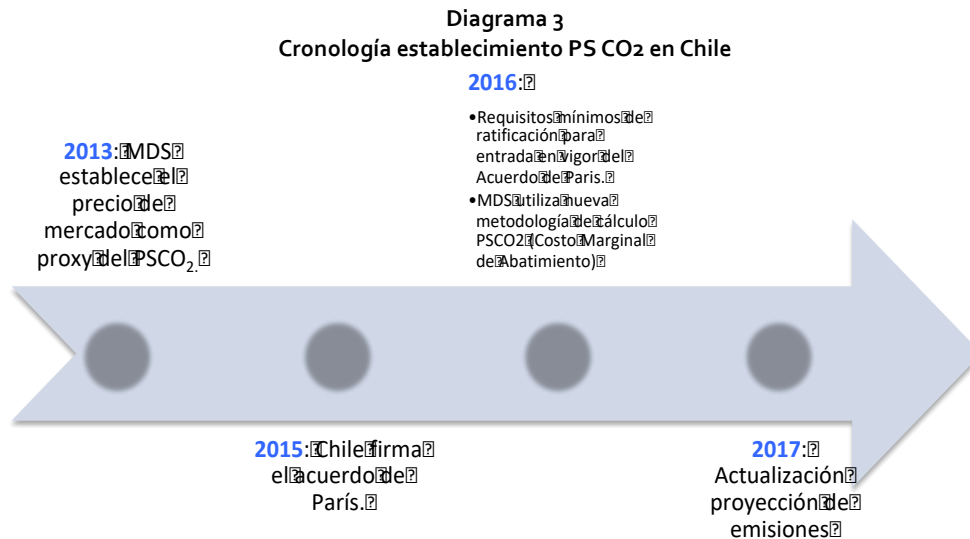 Diagrama 3
Cronología establecimiento PS CO2 en Chile
2013: MDS
establece el
precio de
mercado como
proxy del PSCO2.
2015: Chile firma
el acuerdo de
París.
2016:
•Requisitos mínimos de
ratificación para
entrada en vigor del
Acuerdo de Paris.
•MDS utiliza nueva
metodología de cálculo
PSCO2 (Costo Marginal
de Abatimiento)
2017:
Actualización
proyección de
emisiones